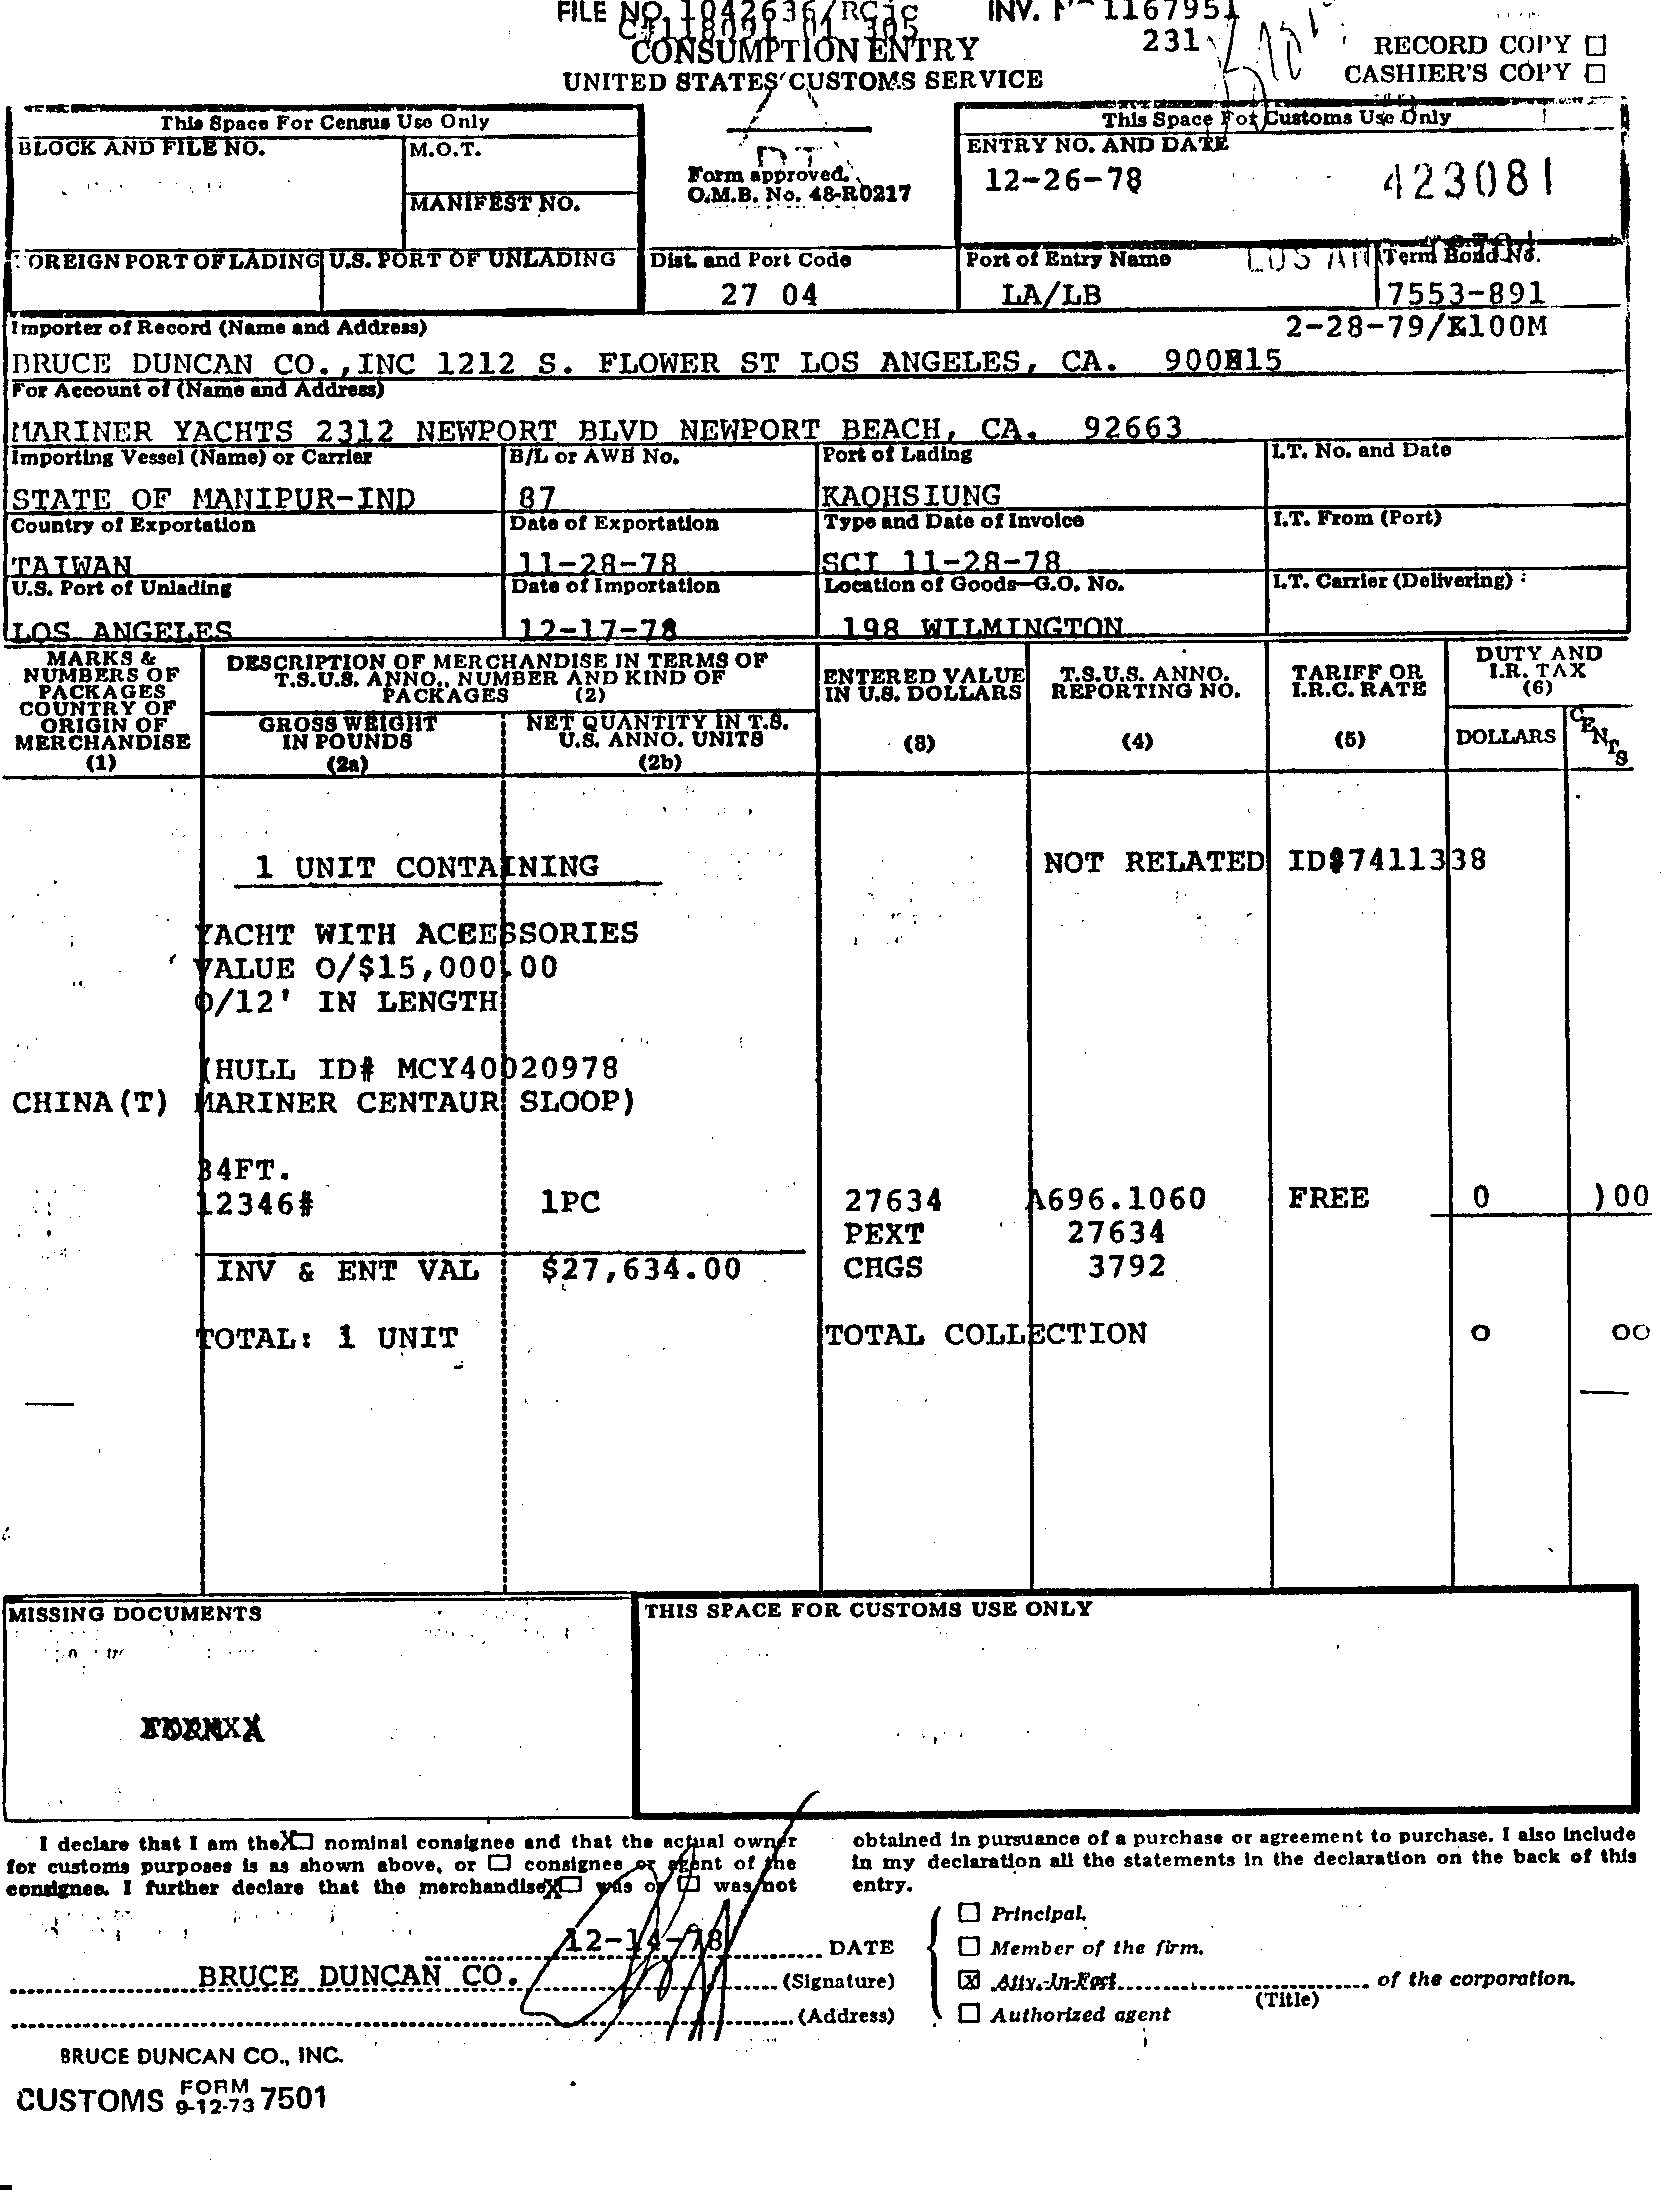 FILE NO. 1042636/RCjc INV. 1167951
231
CONSUMPTION ENTRY
UNITED STATES CUSTOMS SERVICE
RECORD COPY ☐
CASHIER'S COPY ☐
This Space For Census Use Only
BLOCK AND FILE NO. M.O.T.
MANIFEST NO.
Form approved.
O.M.B. No. 48-R0217
This Space For Customs Use Only
ENTRY NO. AND DATE
12-26-78 423081
FOREIGN PORT OF LADING U.S. PORT OF UNLADING Dist. and Port Code Port of Entry Name Term Bond No.
27 04 LA/LB 7553-891
Importer of Record (Name and Address) 2-28-79/K100M
BRUCE DUNCAN CO.,INC 1212 S. FLOWER ST LOS ANGELES, CA. 90015
For Account of (Name and Address)
MARINER YACHTS 2312 NEWPORT BLVD NEWPORT BEACH, CA. 92663
Importing Vessel (Name) or Carrier B/L or AWB No. Port of Lading I.T. No. and Date
STATE OF MANIPUR-IND 87 KAOHSIUNG
Country of Exportation Date of Exportation Type and Date of Invoice I.T. From (Port)
TAIWAN 11-28-78 SCI 11-28-78
U.S. Port of Unlading Date of Importation Location of Goods—G.O. No. I.T. Carrier (Delivering)
LOS ANGELES 12-17-78 198 WILMINGTON
MARKS & NUMBERS OF PACKAGES COUNTRY OF ORIGIN OF MERCHANDISE (1)
DESCRIPTION OF MERCHANDISE IN TERMS OF T.S.U.S. ANNO., NUMBER AND KIND OF PACKAGES (2)
GROSS WEIGHT IN POUNDS (2a)
NET QUANTITY IN T.S. U.S. ANNO. UNITS (2b)
ENTERED VALUE IN U.S. DOLLARS (3)
T.S.U.S. ANNO. REPORTING NO. (4)
TARIFF OR I.R.C. RATE (5)
DUTY AND I.R. TAX (6)
DOLLARS CENTS
1 UNIT CONTAINING NOT RELATED ID#7411338
YACHT WITH ACEESSORIES
VALUE O/$15,000.00
O/12' IN LENGTH
(HULL ID# MCY40020978
CHINA(T) MARINER CENTAUR SLOOP)
34FT.
12346# 1PC 27634 A696.1060 FREE 0 00
PEXT 27634
INV & ENT VAL $27,634.00 CHGS 3792
TOTAL: 1 UNIT TOTAL COLLECTION 0 00
MISSING DOCUMENTS
THIS SPACE FOR CUSTOMS USE ONLY
I declare that I am the X☐ nominal consignee and that the actual owner
for customs purposes is as shown above, or ☐ consignee or agent of the
consignee. I further declare that the merchandise X☐ was or ☐ was not
obtained in pursuance of a purchase or agreement to purchase. I also include
in my declaration all the statements in the declaration on the back of this
entry.
12-14-78 DATE
BRUCE DUNCAN CO. (Signature)
(Address)
☐ Principal.
☐ Member of the firm.
☒ Atty.-In-Fact of the corporation.
(Title)
☐ Authorized agent
BRUCE DUNCAN CO., INC.
CUSTOMS FORM 9-12-73 7501